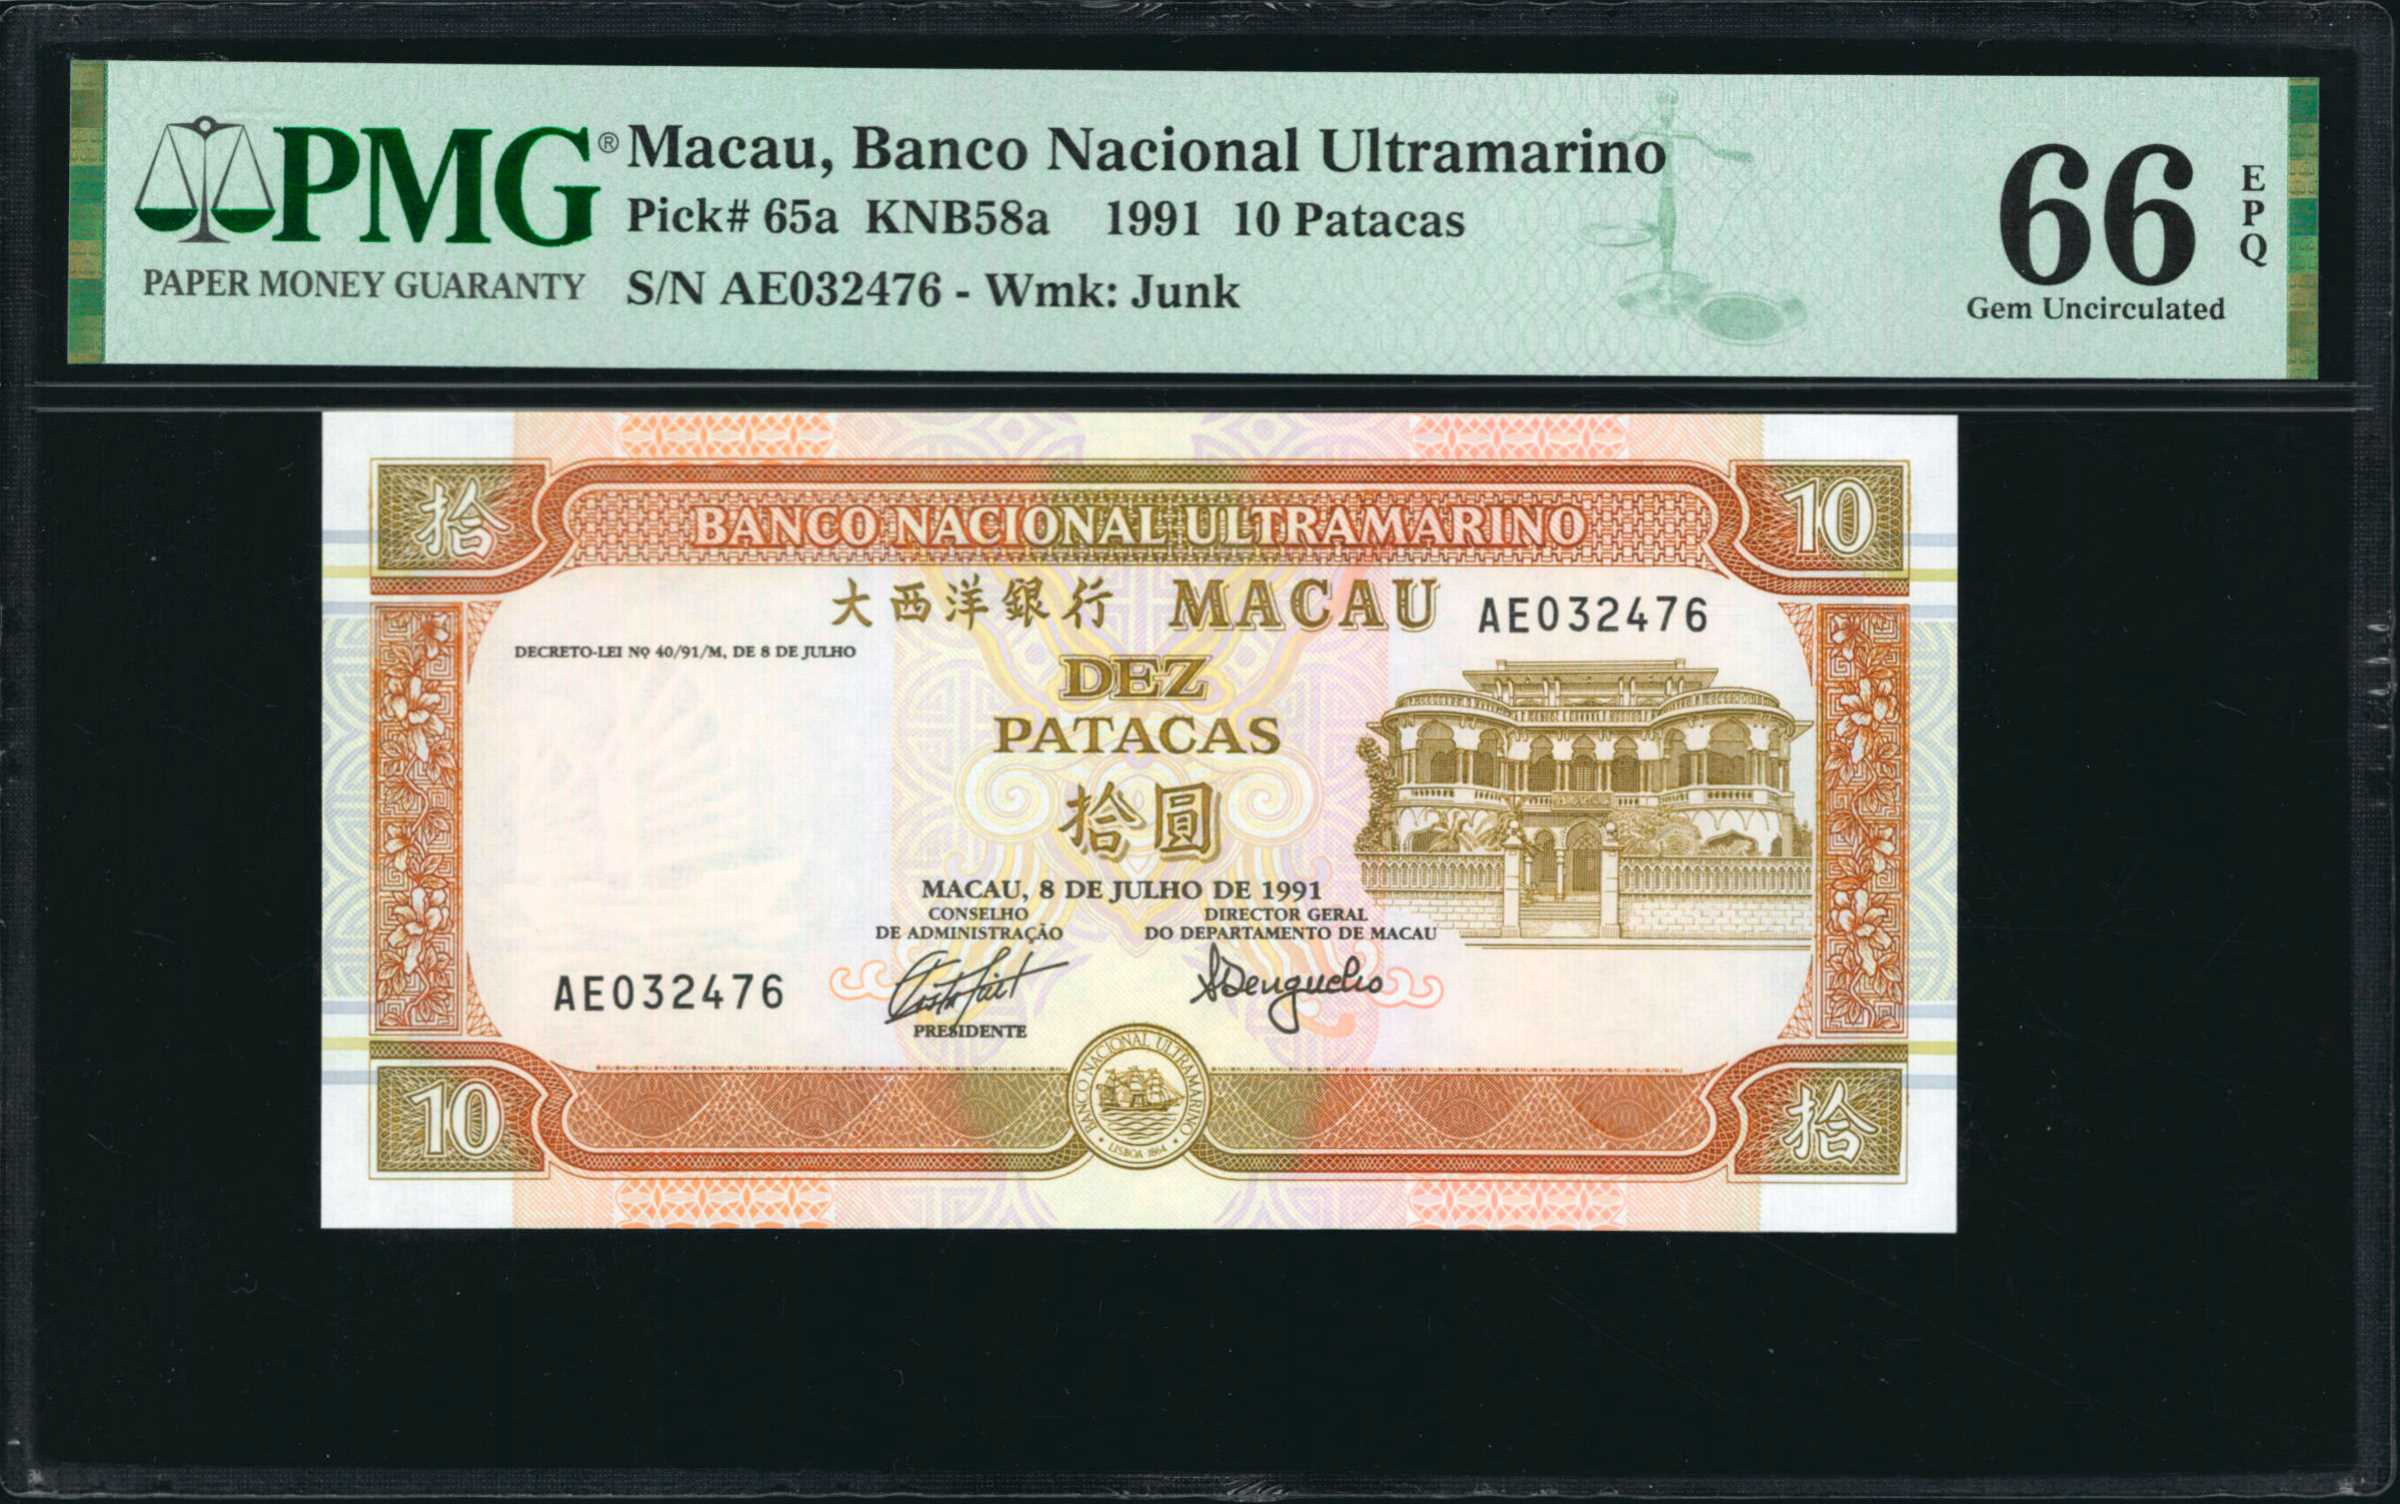 PMG®
PAPER MONEY GUARANTY
Macau, Banco Nacional Ultramarino
Pick# 65a KNB58a 1991 10 Patacas
S/N AE032476 - Wmk: Junk
66
EPQ
Gem Uncirculated
拾
BANCO NACIONAL ULTRAMARINO
10
大西洋銀行 MACAU AE032476
DECRETO-LEI Nº 40/91/M, DE 8 DE JULHO
DEZ
PATACAS
拾圓
MACAU, 8 DE JULHO DE 1991
CONSELHO
DE ADMINISTRAÇÃO
DIRECTOR GERAL
DO DEPARTAMENTO DE MACAU
AE032476
PRESIDENTE
10
BANCO NACIONAL ULTRAMARINO
• LISBOA 1864 •
拾